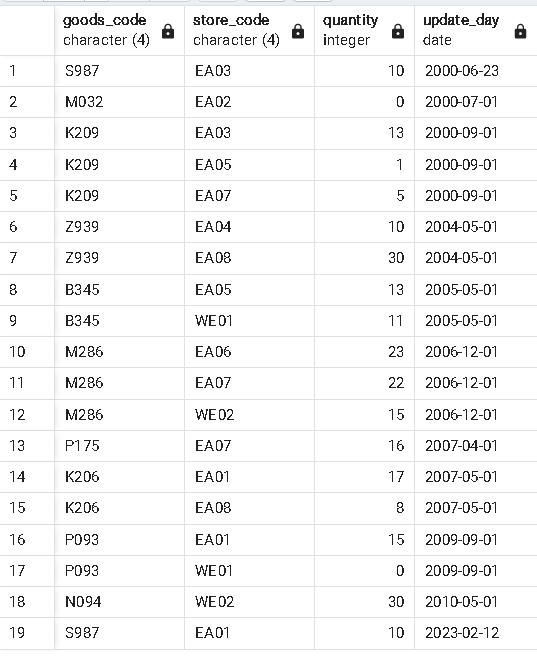 goods_code store_code quantity update_day
character (4) character (4) integer date
1 S987 EA03 10 2000-06-23
2 M032 EA02 0 2000-07-01
3 K209 EA03 13 2000-09-01
4 K209 EA05 1 2000-09-01
5 K209 EA07 5 2000-09-01
6 Z939 EA04 10 2004-05-01
7 Z939 EA08 30 2004-05-01
8 B345 EA05 13 2005-05-01
9 B345 WE01 11 2005-05-01
10 M286 EA06 23 2006-12-01
11 M286 EA07 22 2006-12-01
12 M286 WE02 15 2006-12-01
13 P175 EA07 16 2007-04-01
14 K206 EA01 17 2007-05-01
15 K206 EA08 8 2007-05-01
16 P093 EA01 15 2009-09-01
17 P093 WE01 0 2009-09-01
18 N094 WE02 30 2010-05-01
19 S987 EA01 10 2023-02-12